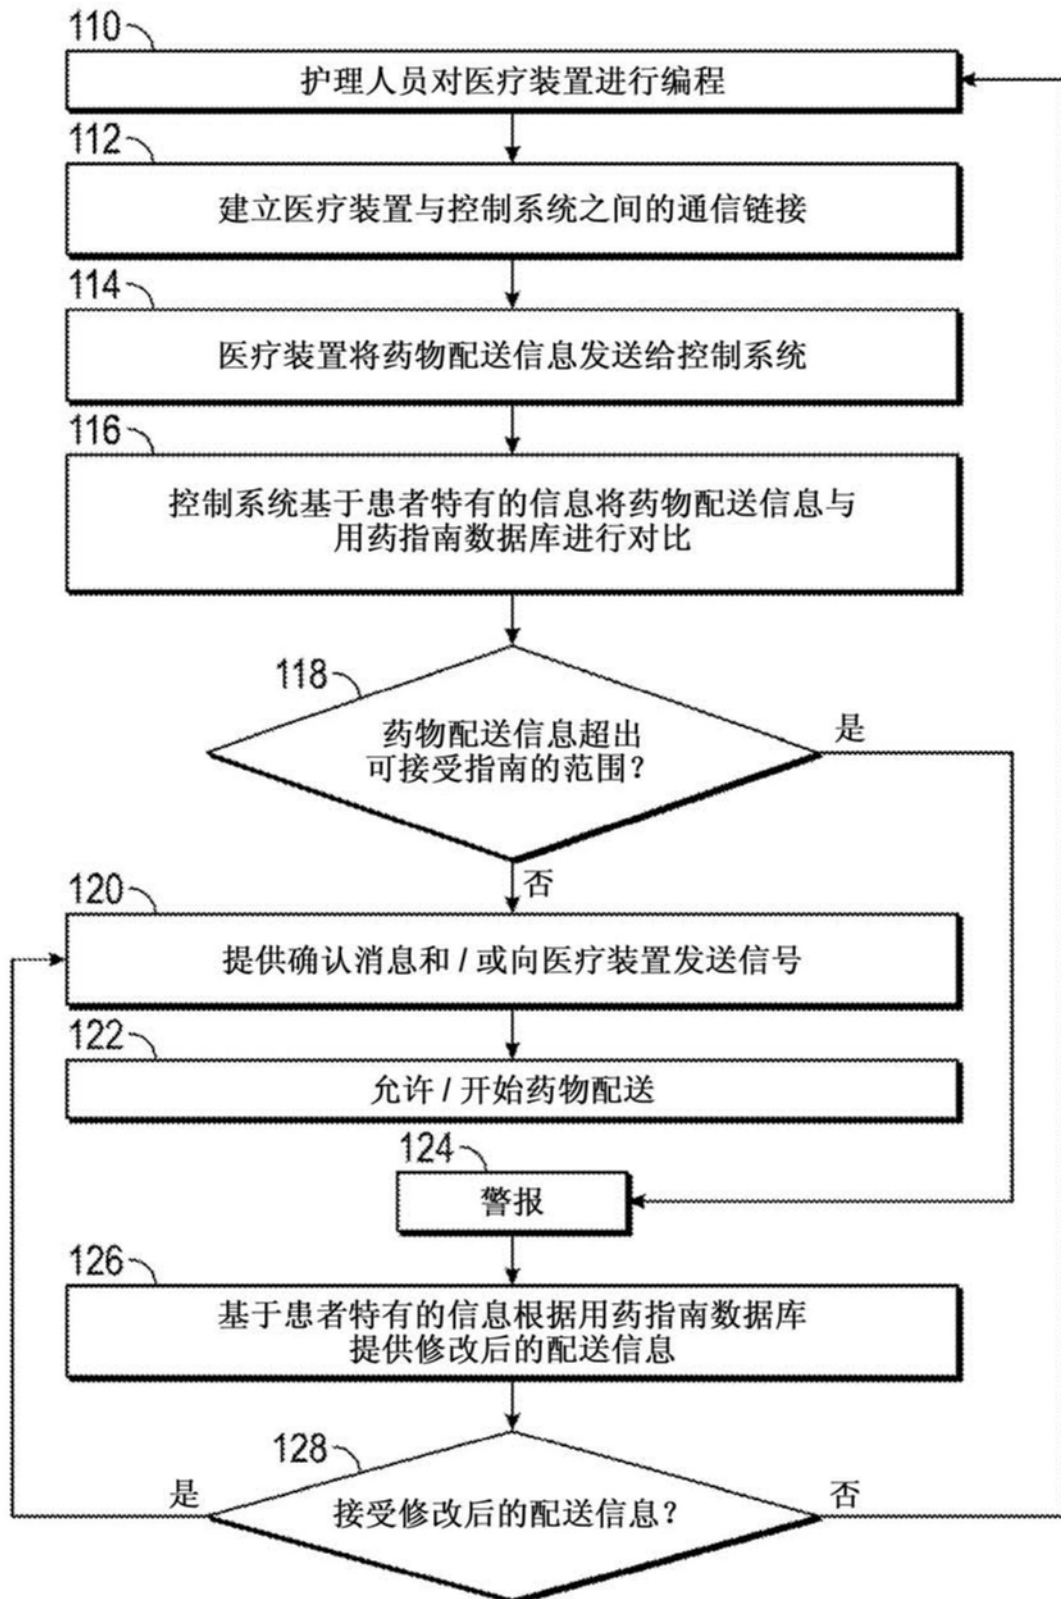 110
护理人员对医疗装置进行编程
112
建立医疗装置与控制系统之间的通信链接
114
医疗装置将药物配送信息发送给控制系统
116
控制系统基于患者特有的信息将药物配送信息与
用药指南数据库进行对比
118
药物配送信息超出
可接受指南的范围？
是
否
120
提供确认消息和 / 或向医疗装置发送信号
122
允许 / 开始药物配送
124
警报
126
基于患者特有的信息根据用药指南数据库
提供修改后的配送信息
128
是
接受修改后的配送信息？
否